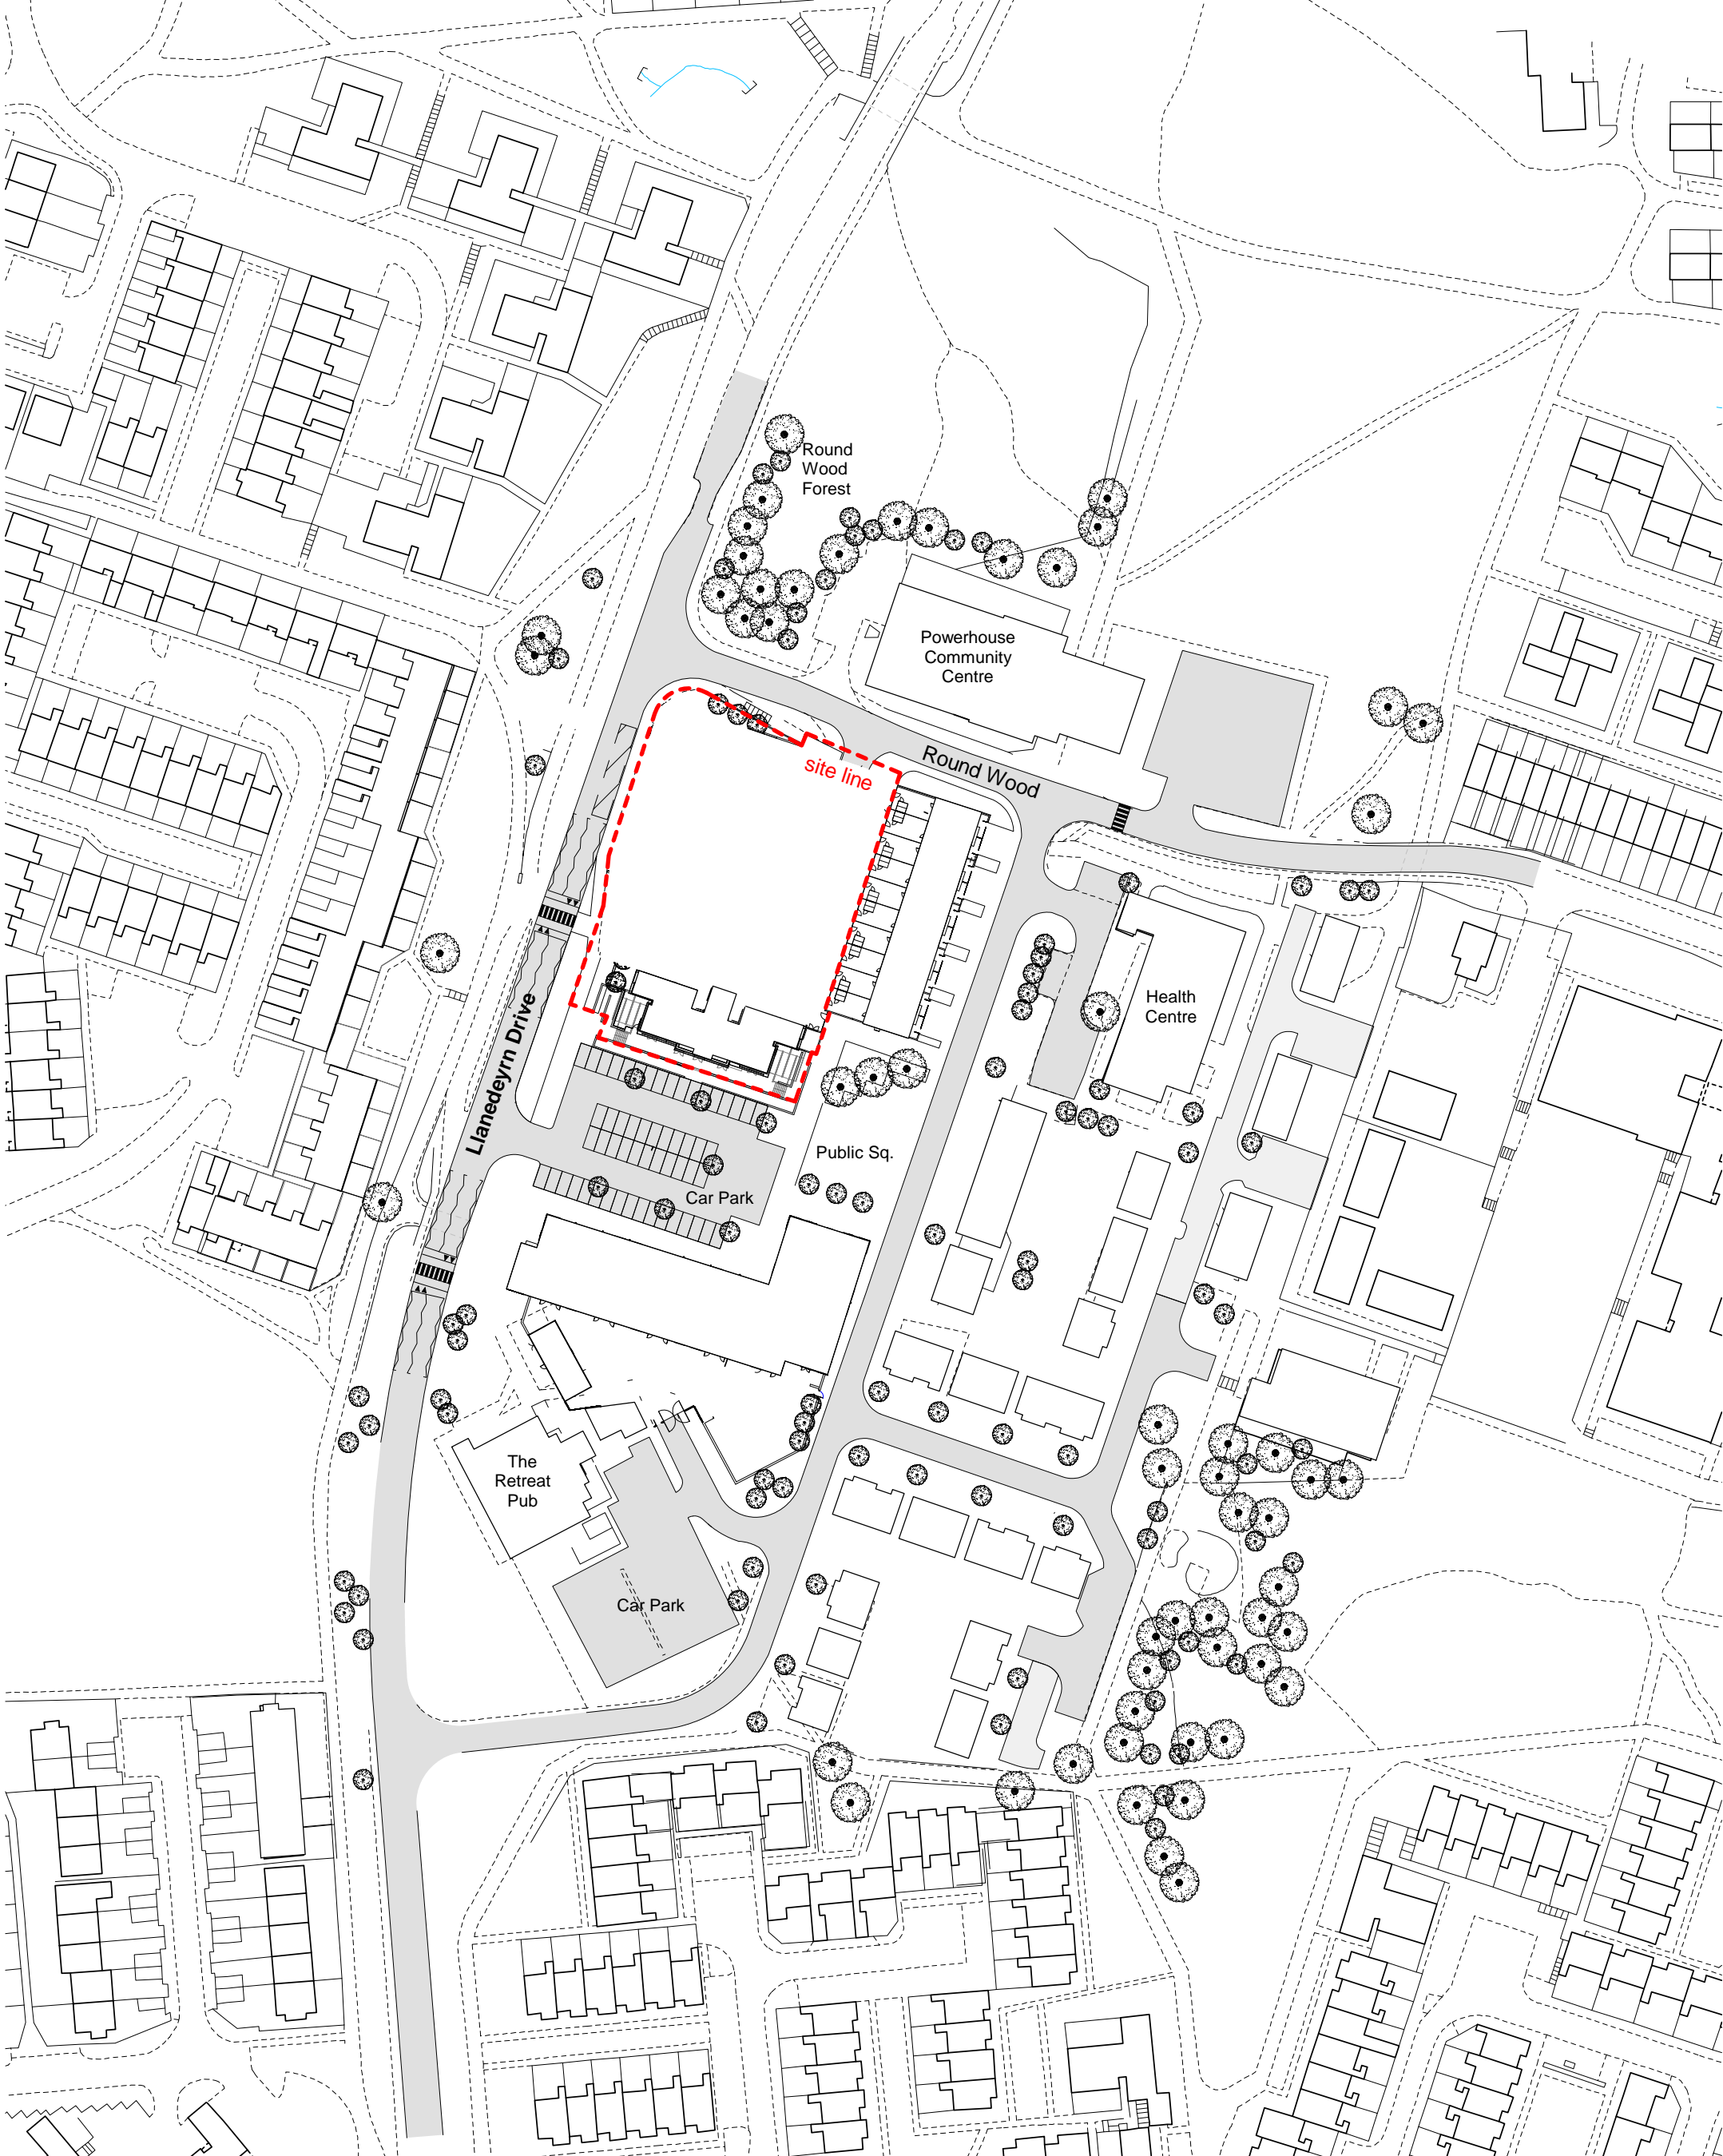 Round
Wood
Forest
Powerhouse
Community
Centre
site line
Round Wood
Health
Centre
Llanedeyrn Drive
Public Sq.
Car Park
The
Retreat
Pub
Car Park